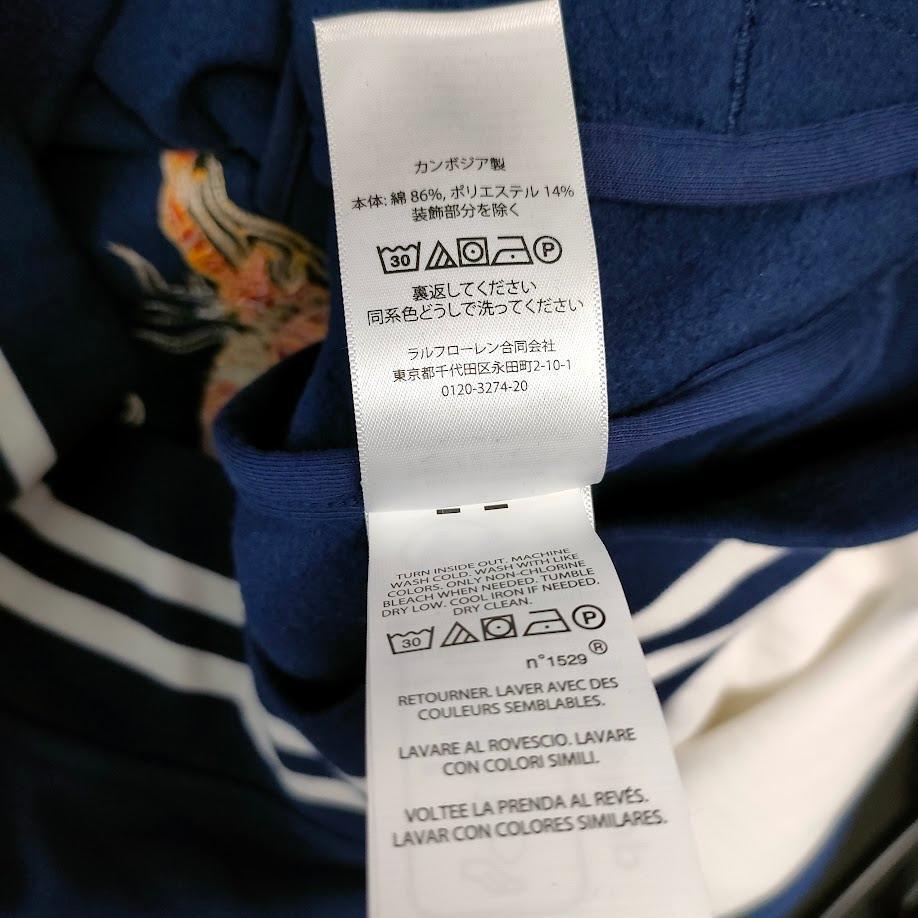 カンボジア製
本体: 綿 86%, ポリエステル 14%
装飾部分を除く
30 P
裏返してください
同系色どうしで洗ってください
ラルフローレン合同会社
東京都千代田区永田町2-10-1
0120-3274-20
TURN INSIDE OUT. MACHINE
WASH COLD. WASH WITH LIKE
COLORS. ONLY NON-CHLORINE
BLEACH WHEN NEEDED. TUMBLE
DRY LOW. COOL IRON IF NEEDED.
DRY CLEAN.
30 P
n°1529 ®
RETOURNER. LAVER AVEC DES
COULEURS SEMBLABLES.
LAVARE AL ROVESCIO. LAVARE
CON COLORI SIMILI.
VOLTEE LA PRENDA AL REVÉS.
LAVAR CON COLORES SIMILARES.